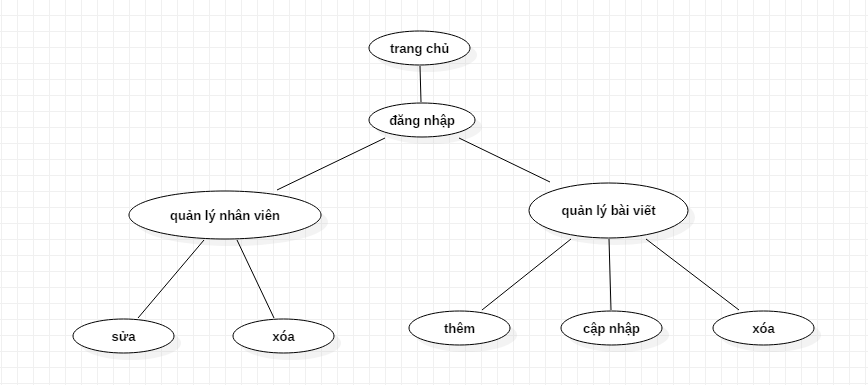 trang chủ
đăng nhập
quản lý nhân viên
quản lý bài viết
sửa
xóa
thêm
cập nhập
xóa